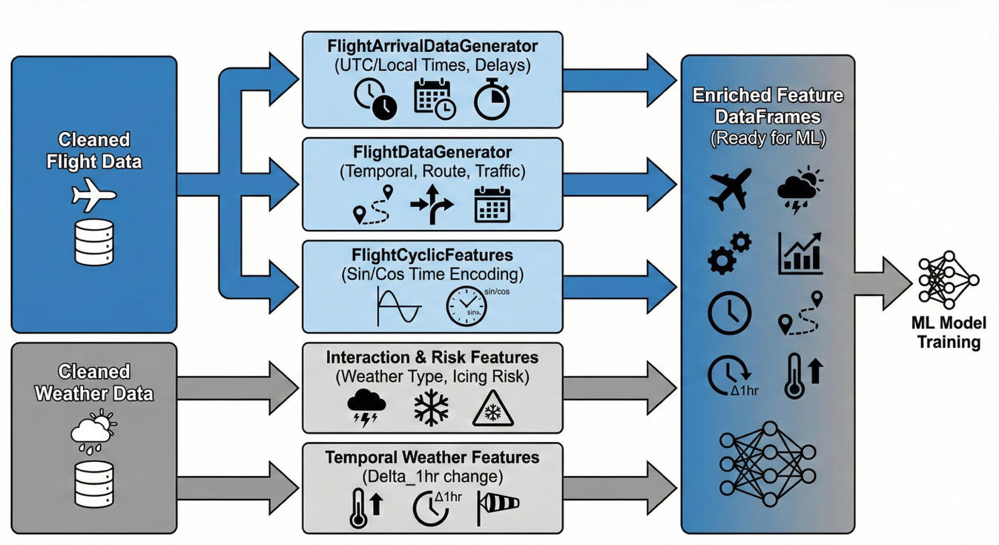 Cleaned
Flight Data
FlightArrivalDataGenerator
(UTC/Local Times, Delays)
FlightDataGenerator
(Temporal, Route, Traffic)
FlightCyclicFeatures
(Sin/Cos Time Encoding)
sin/cos
Cleaned
Weather Data
Interaction & Risk Features
(Weather Type, Icing Risk)
Temporal Weather Features
(Delta_1hr change)
Δ1hr
Enriched Feature
DataFrames
(Ready for ML)
Δ1hr
ML Model
Training